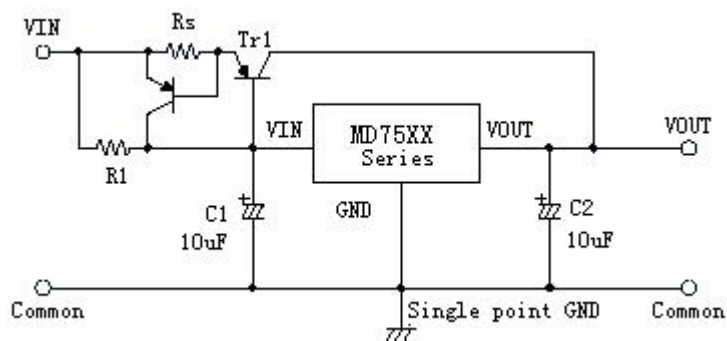 VIN
Rs
Tr1
VIN
MD75XX
Series
VOUT
VOUT
R1
C1
10uF
GND
C2
10uF
Common
Single point GND
Common